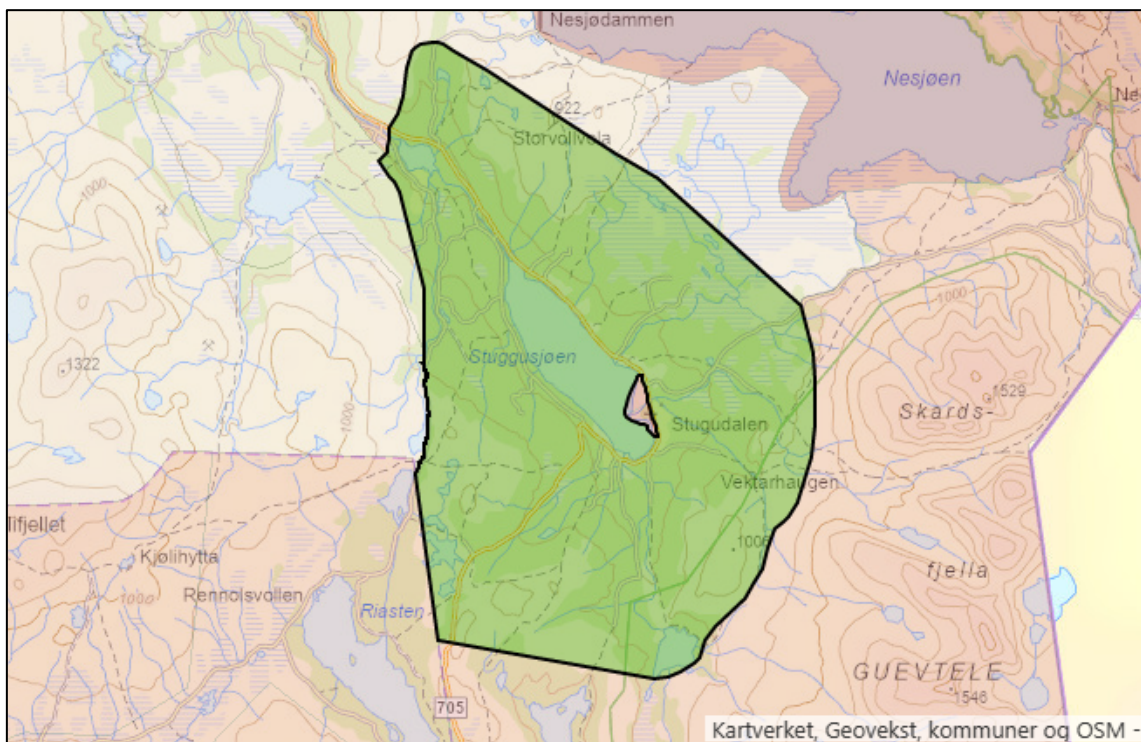 Nesjødammen
Nesjøen
Ne
922
Storvollvola
1000
1000
1322
Stuggusjøen
1529
Skards-
Stugudalen
Vektarhaugen
lifjellet
Kjølihytta
1006
fjella
1000
Rennolsvollen
Riasten
GUEVTELE
1546
705
Kartverket, Geovekst, kommuner og OSM -